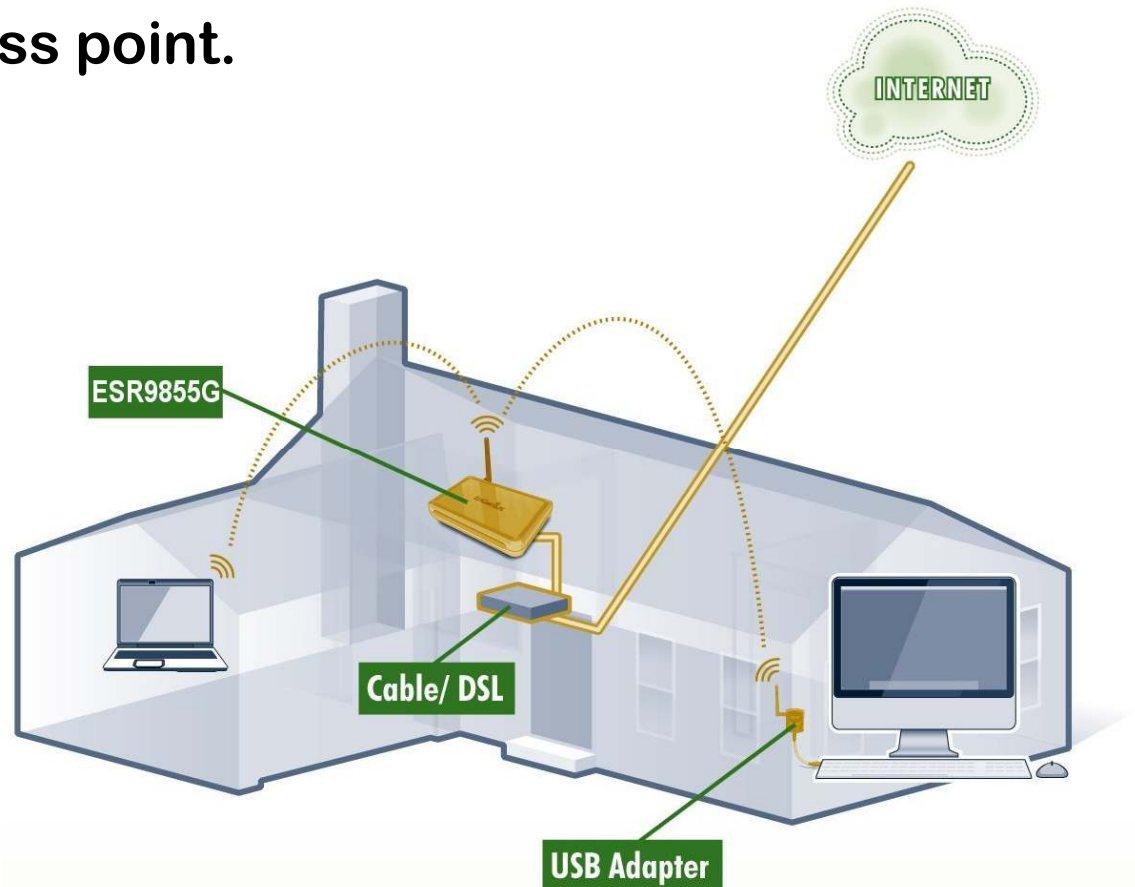 ss point.
INTERNET
ESR9855G
Cable/ DSL
USB Adapter